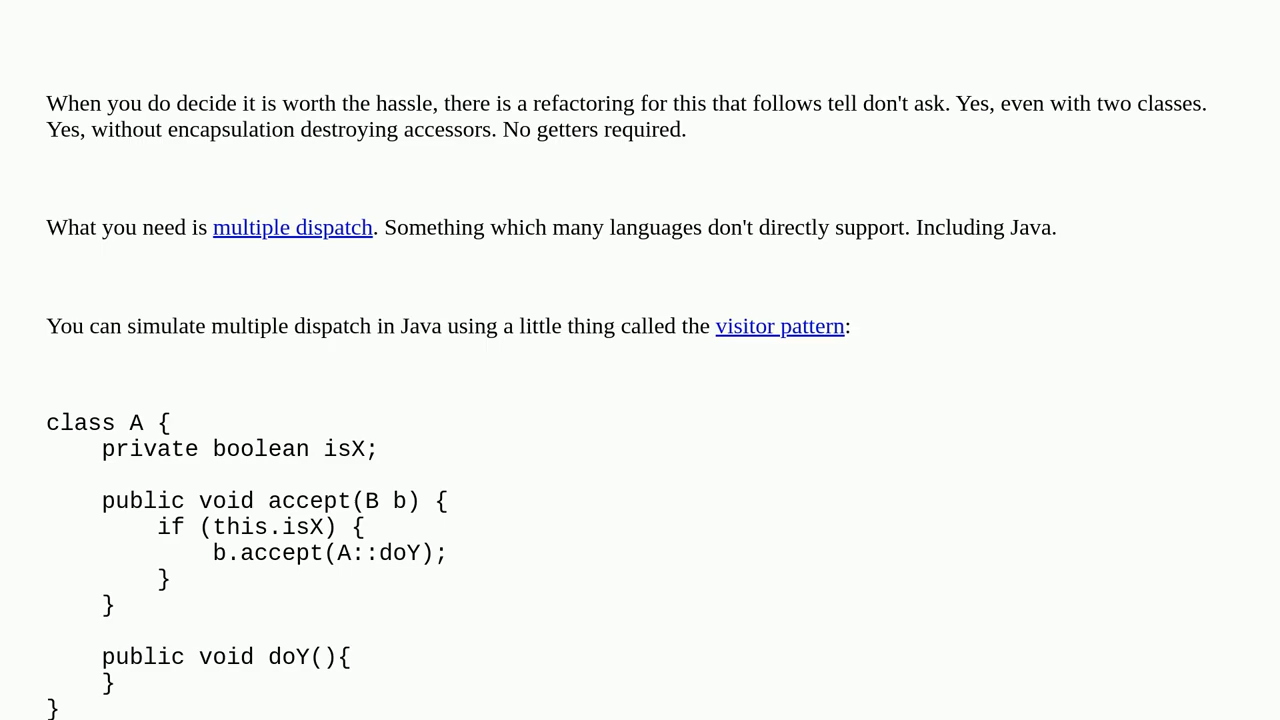 When you do decide it is worth the hassle, there is a refactoring for this that follows tell don't ask. Yes, even with two classes.
Yes, without encapsulation destroying accessors. No getters required.
What you need is multiple dispatch. Something which many languages don't directly support. Including Java.
You can simulate multiple dispatch in Java using a little thing called the visitor pattern:
class A {
    private boolean isX;
    public void accept(B b) {
        if (this.isX) {
            b.accept(A::doY);
        }
    }
    public void doY(){
    }
}